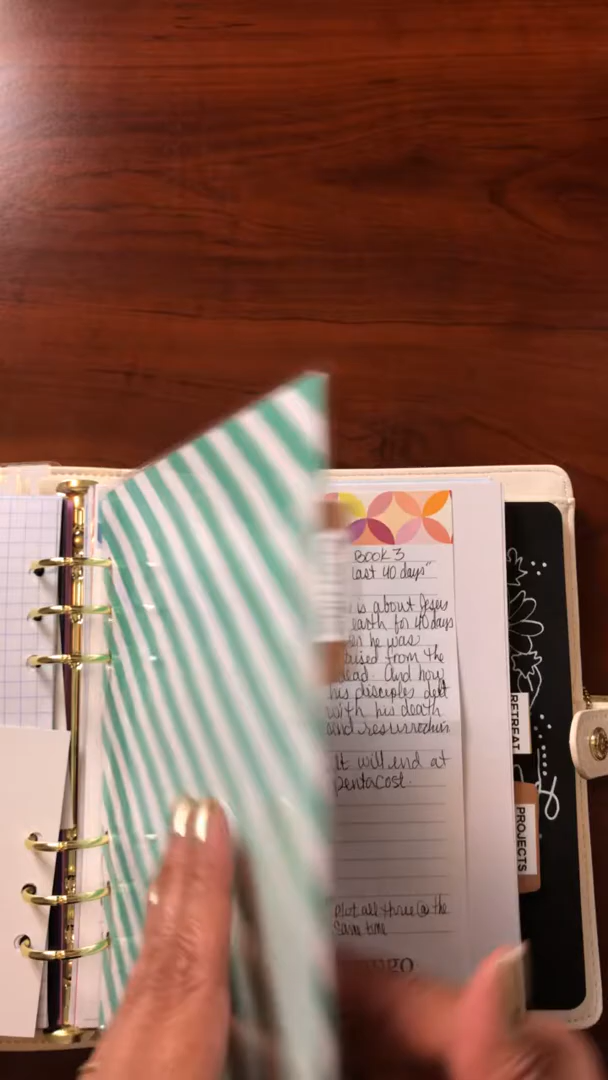 BOOK 3
last 40 days"
is about Jesus
earth for 40 days
he was
raised from the
dead. And how
his disciples delt
with his death
and resurrection
It will end at
pentacost.
plot all three @ the
same time
RETREAT
PROJECTS